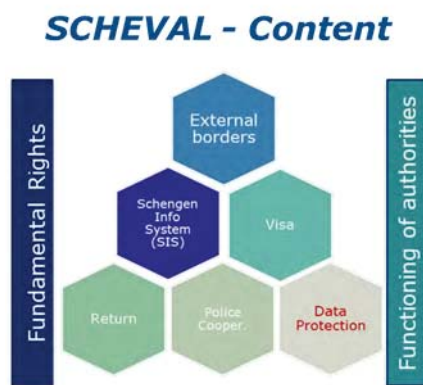 SCHEVAL - Content
Fundamental Rights
External
borders
Schengen
Info
System
(SIS)
Visa
Return
Police
Cooper.
Data
Protection
Functioning of authorities